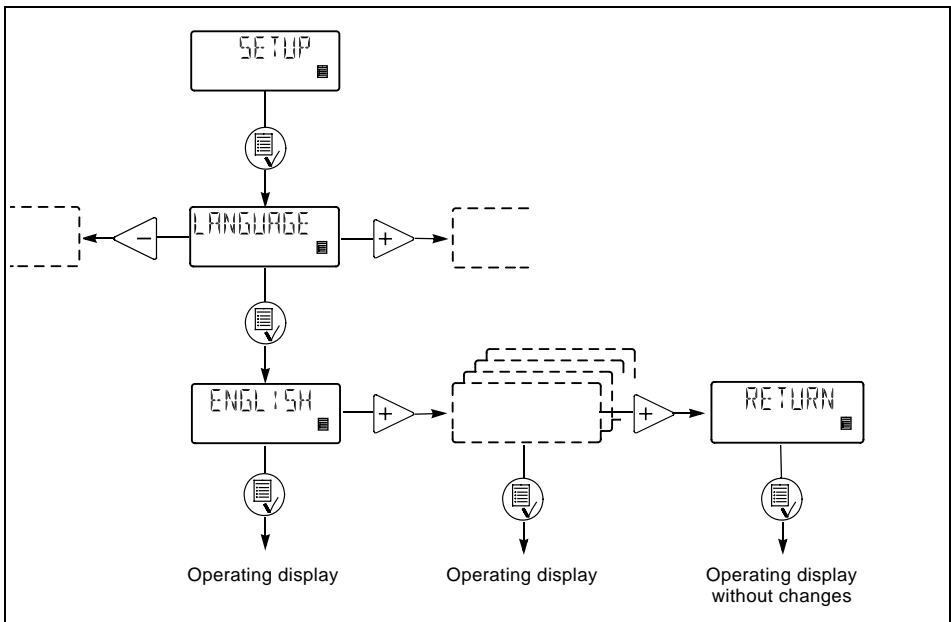 SETUP
LANGUAGE
-
+
ENGLISH
+
+
RETURN
Operating display
Operating display
Operating display
without changes